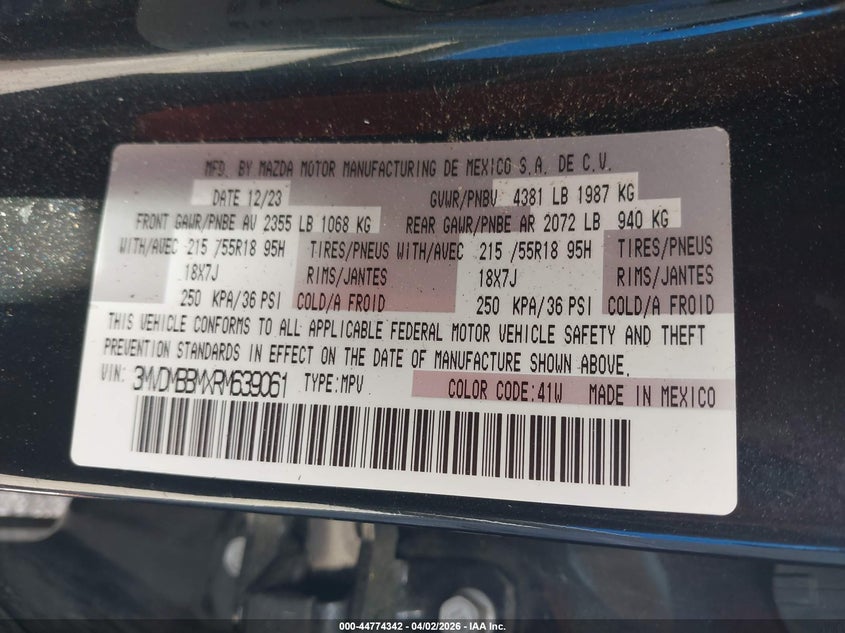 MFD. BY MAZDA MOTOR MANUFACTURING DE MEXICO S.A. DE C.V.
DATE 12/23 GVWR/PNBV 4381 LB 1987 KG
FRONT GAWR/PNBE AV 2355 LB 1068 KG REAR GAWR/PNBE AR 2072 LB 940 KG
WITH/AVEC 215 /55R18 95H TIRES/PNEUS WITH/AVEC 215 /55R18 95H TIRES/PNEUS
18X7J RIMS/JANTES 18X7J RIMS/JANTES
250 KPA/36 PSI COLD/A FROID 250 KPA/36 PSI COLD/A FROID
THIS VEHICLE CONFORMS TO ALL APPLICABLE FEDERAL MOTOR VEHICLE SAFETY AND THEFT
PREVENTION STANDARDS IN EFFECT ON THE DATE OF MANUFACTURE SHOWN ABOVE.
VIN: 3MVDMBBMXRM639061 TYPE:MPV COLOR CODE:41W MADE IN MEXICO
000-44774342 - 04/02/2026 - IAA Inc.